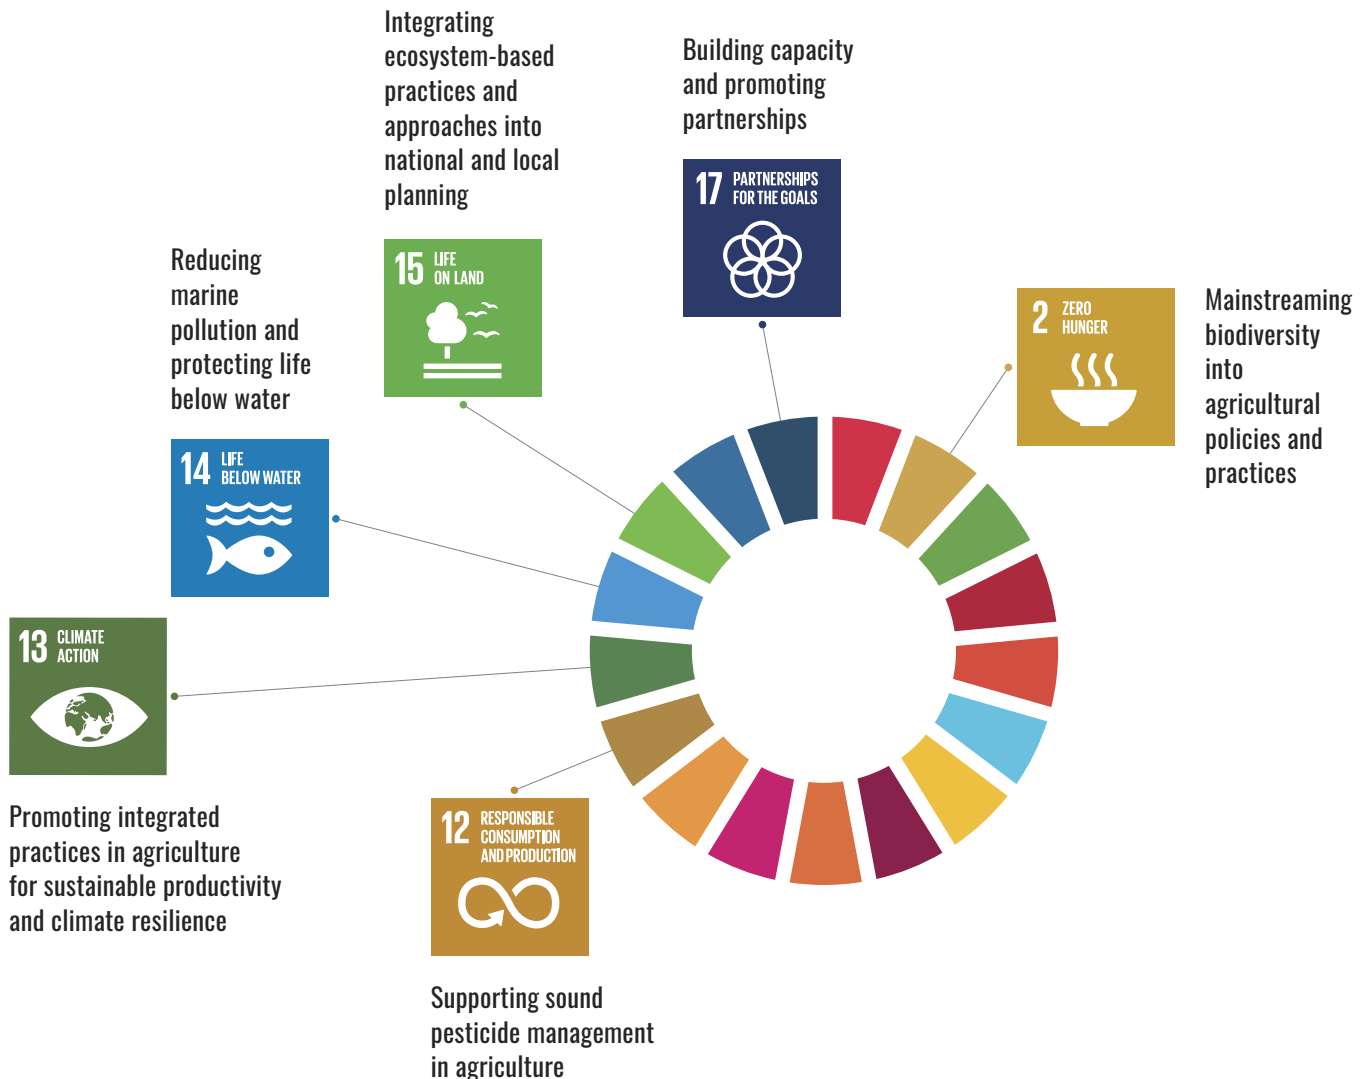 Integrating
ecosystem-based
practices and
approaches into
national and local
planning
15 LIFE
ON LAND
Building capacity
and promoting
partnerships
17 PARTNERSHIPS
FOR THE GOALS
2 ZERO
HUNGER
Mainstreaming
biodiversity
into
agricultural
policies and
practices
Reducing
marine
pollution and
protecting life
below water
14 LIFE
BELOW WATER
13 CLIMATE
ACTION
Promoting integrated
practices in agriculture
for sustainable productivity
and climate resilience
12 RESPONSIBLE
CONSUMPTION
AND PRODUCTION
Supporting sound
pesticide management
in agriculture